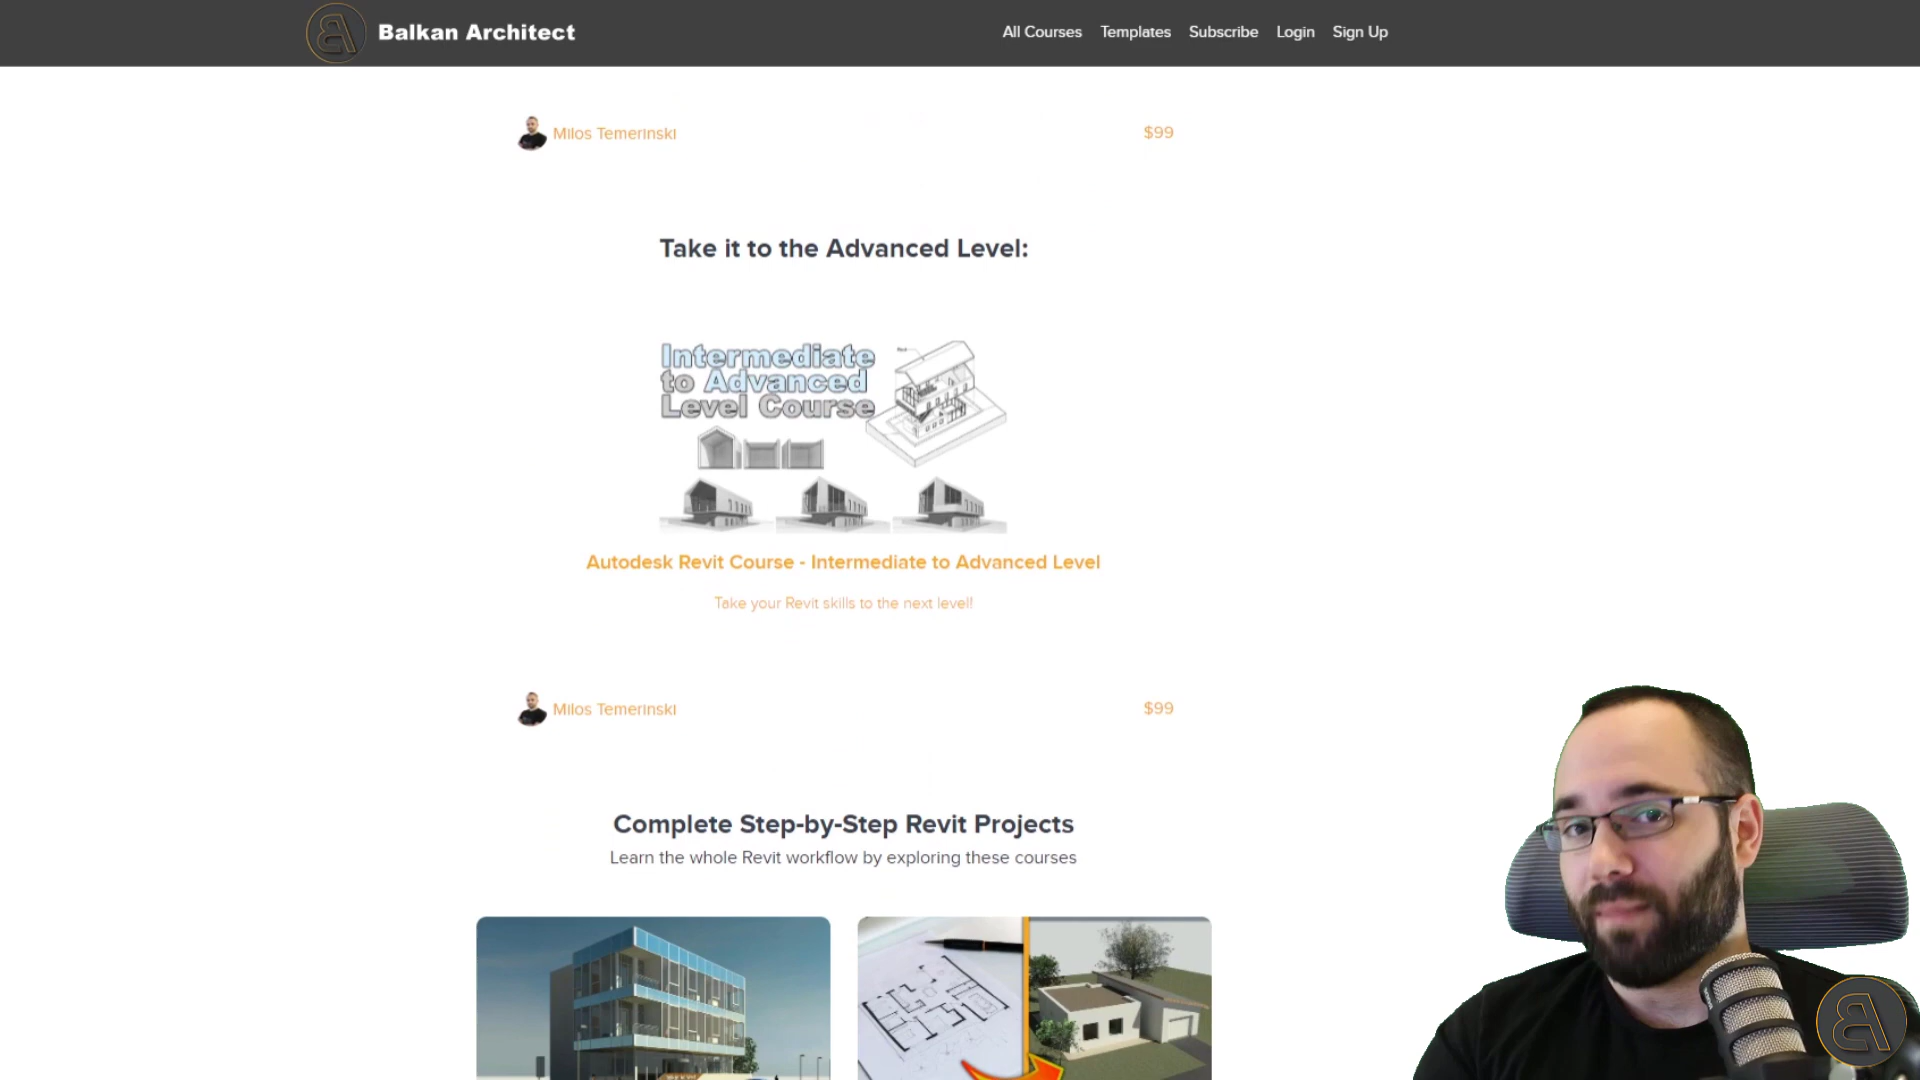 Balkan Architect
All Courses Templates Subscribe Login Sign Up
Milos Temerinski $99
Take it to the Advanced Level:
Intermediate
to Advanced
Level Course
Autodesk Revit Course - Intermediate to Advanced Level
Take your Revit skills to the next level!
Milos Temerinski $99
Complete Step-by-Step Revit Projects
Learn the whole Revit workflow by exploring these courses